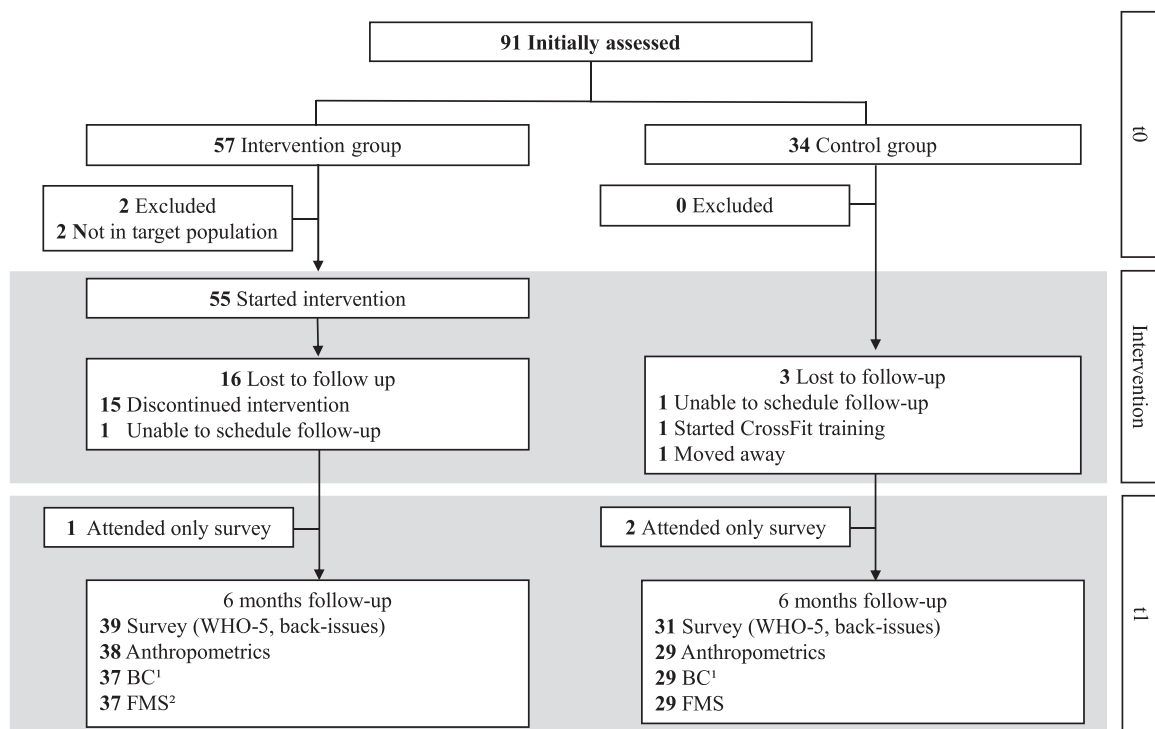 91 Initially assessed
57 Intervention group
34 Control group
t0
2 Excluded
2 Not in target population
0 Excluded
55 Started intervention
Intervention
16 Lost to follow up
15 Discontinued intervention
1 Unable to schedule follow-up
3 Lost to follow-up
1 Unable to schedule follow-up
1 Started CrossFit training
1 Moved away
1 Attended only survey
2 Attended only survey
t1
6 months follow-up
39 Survey (WHO-5, back-issues)
38 Anthropometrics
37 BC¹
37 FMS²
6 months follow-up
31 Survey (WHO-5, back-issues)
29 Anthropometrics
29 BC¹
29 FMS